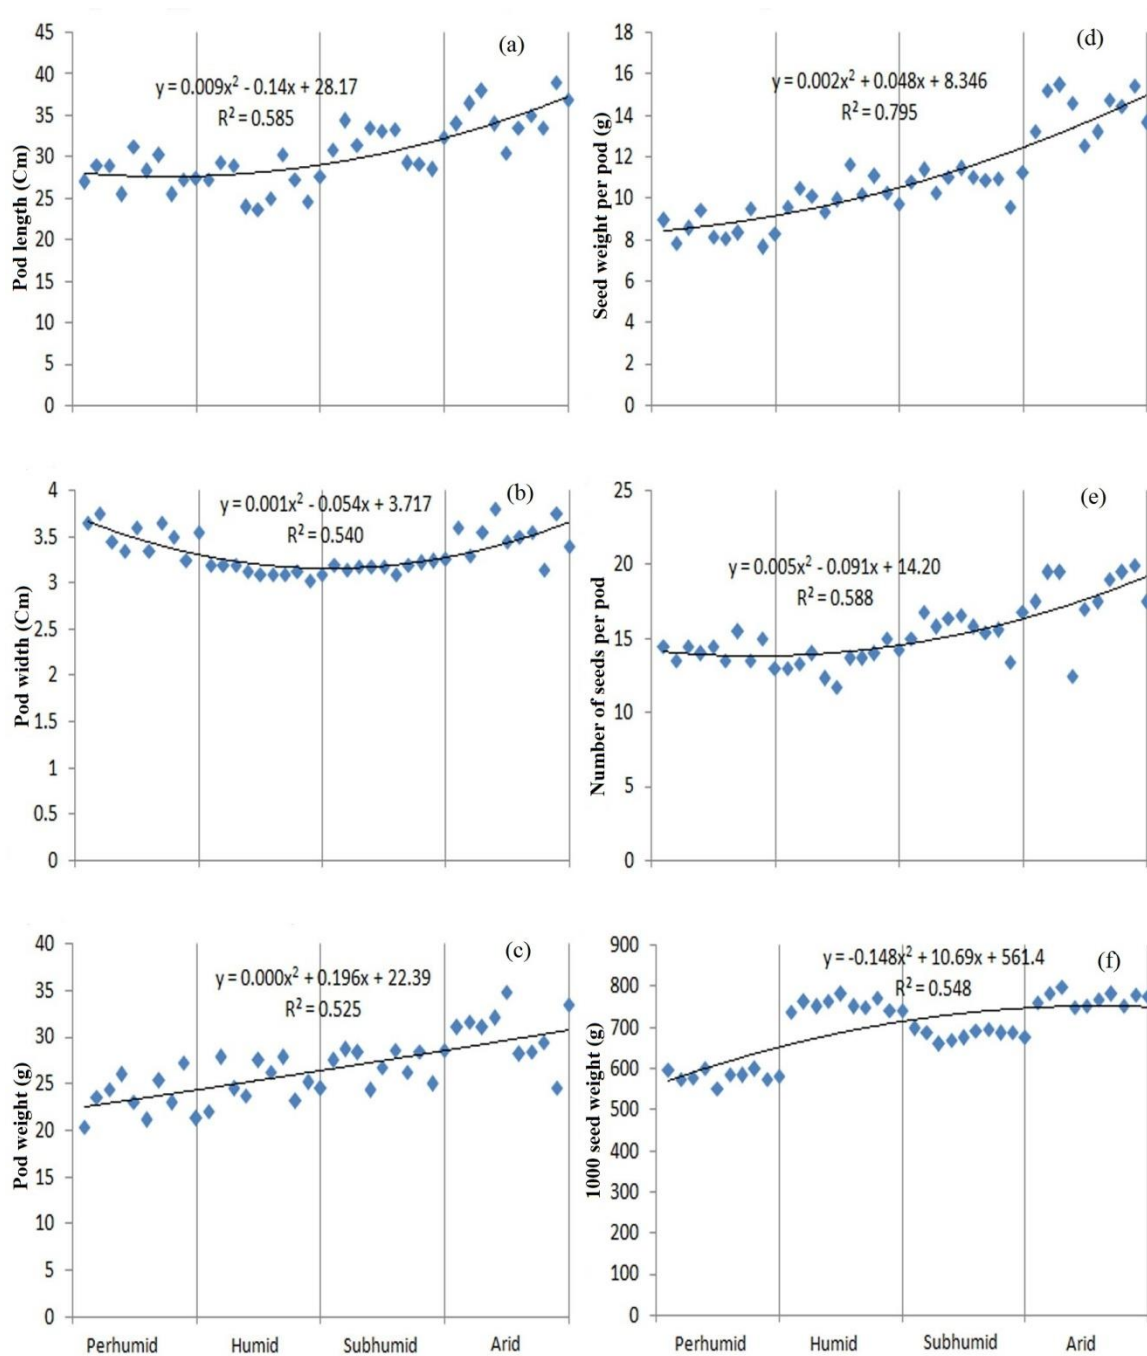 (a)
y = 0.009x² - 0.14x + 28.17
R² = 0.585
Pod length (Cm)
45
40
35
30
25
20
15
10
5
0
(d)
y = 0.002x² + 0.048x + 8.346
R² = 0.795
Seed weight per pod (g)
18
16
14
12
10
8
6
4
2
0
(b)
y = 0.001x² - 0.054x + 3.717
R² = 0.540
Pod width (Cm)
4
3.5
3
2.5
2
1.5
1
0.5
0
(e)
y = 0.005x² - 0.091x + 14.20
R² = 0.588
Number of seeds per pod
25
20
15
10
5
0
(c)
y = 0.000x² + 0.196x + 22.39
R² = 0.525
Pod weight (g)
40
35
30
25
20
15
10
5
0
Perhumid Humid Subhumid Arid
(f)
y = -0.148x² + 10.69x + 561.4
R² = 0.548
1000 seed weight (g)
900
800
700
600
500
400
300
200
100
0
Perhumid Humid Subhumid Arid